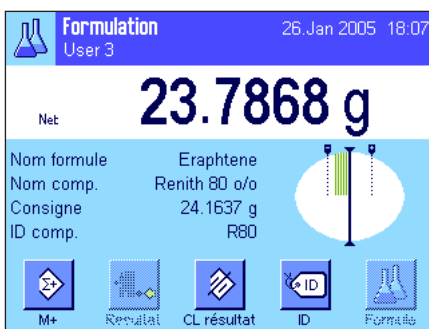 Formulation 26.Jan 2005 18:07
User 3
Net 23.7868 g
Nom formule Eraphtene
Nom comp. Renith 80 o/o
Consigne 24.1637 g
ID comp. R80
ID
M+ Résultat CL résultat ID Formule